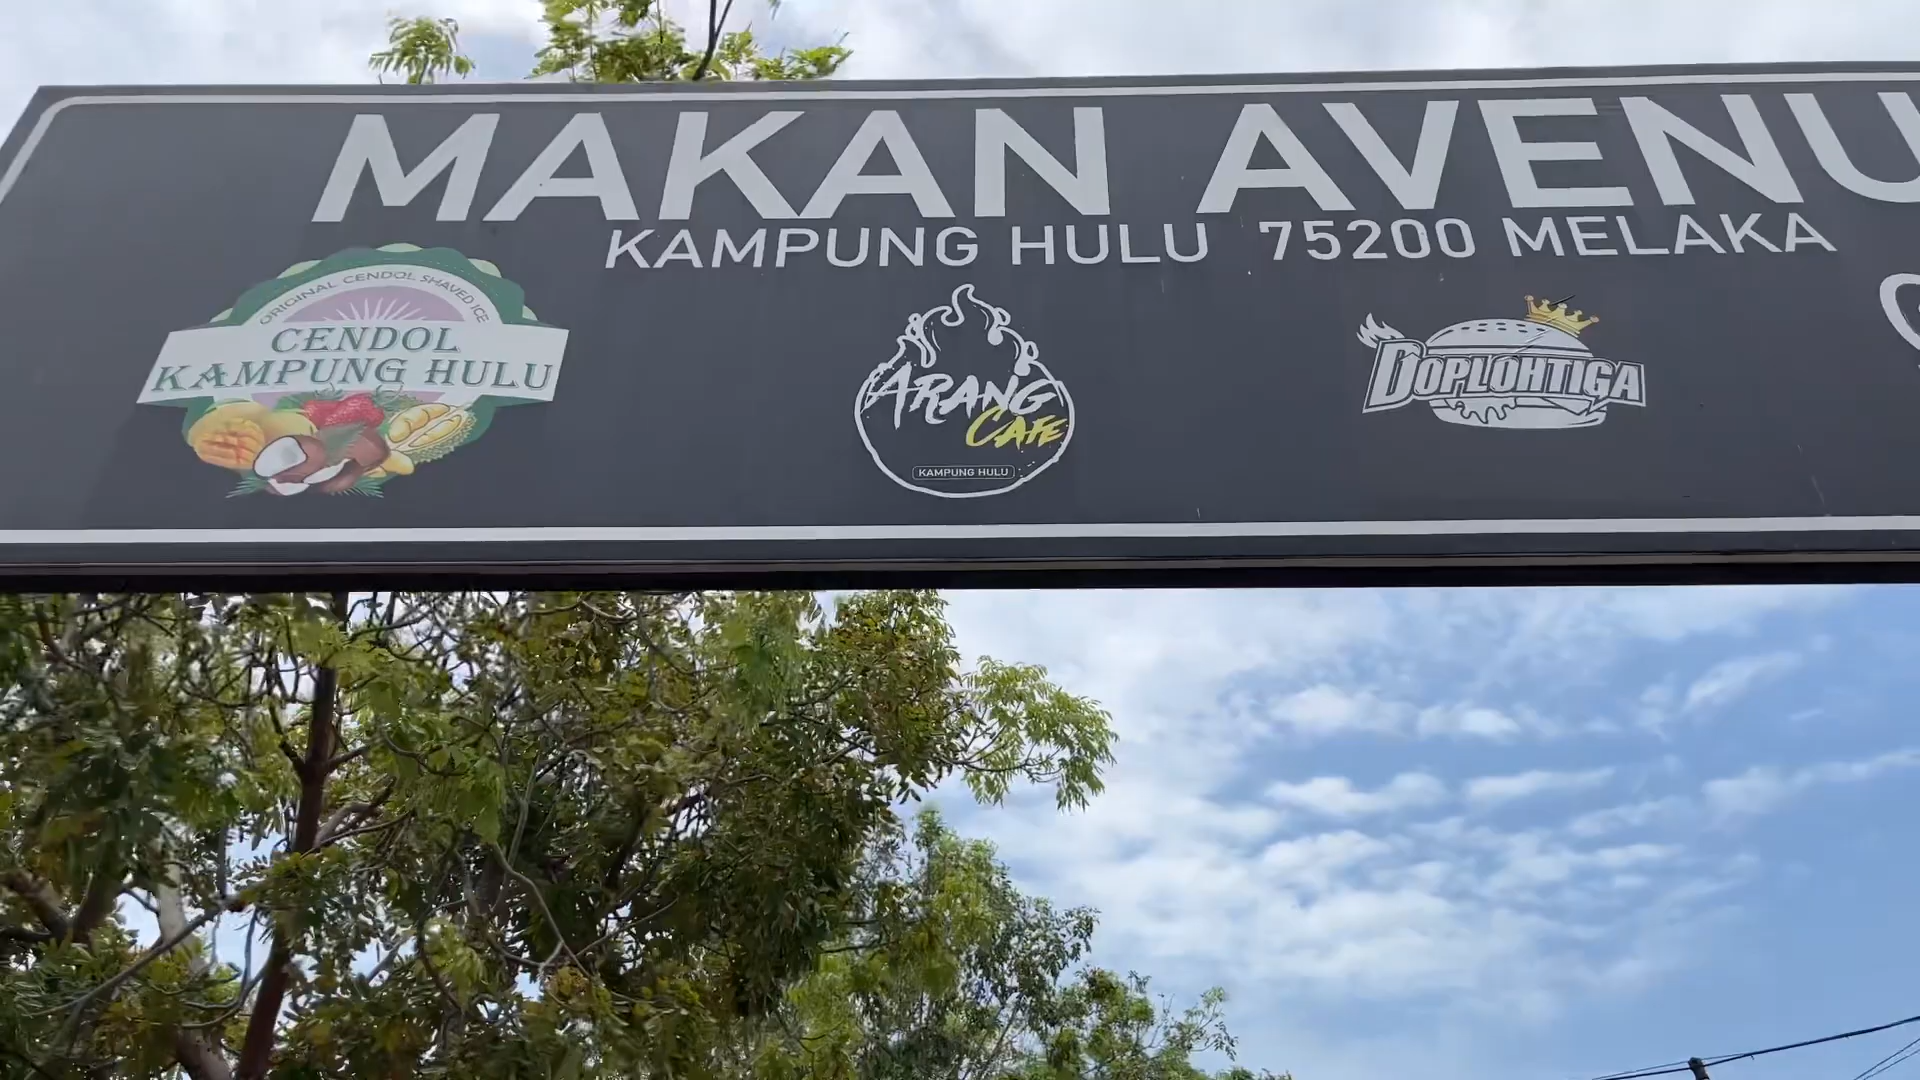 MAKAN AVENU
KAMPUNG HULU 75200 MELAKA
ORIGINAL CENDOL SHAVED ICE
CENDOL
KAMPUNG HULU
ARANG
CAFE
KAMPUNG HULU
DOPLOHTIGA